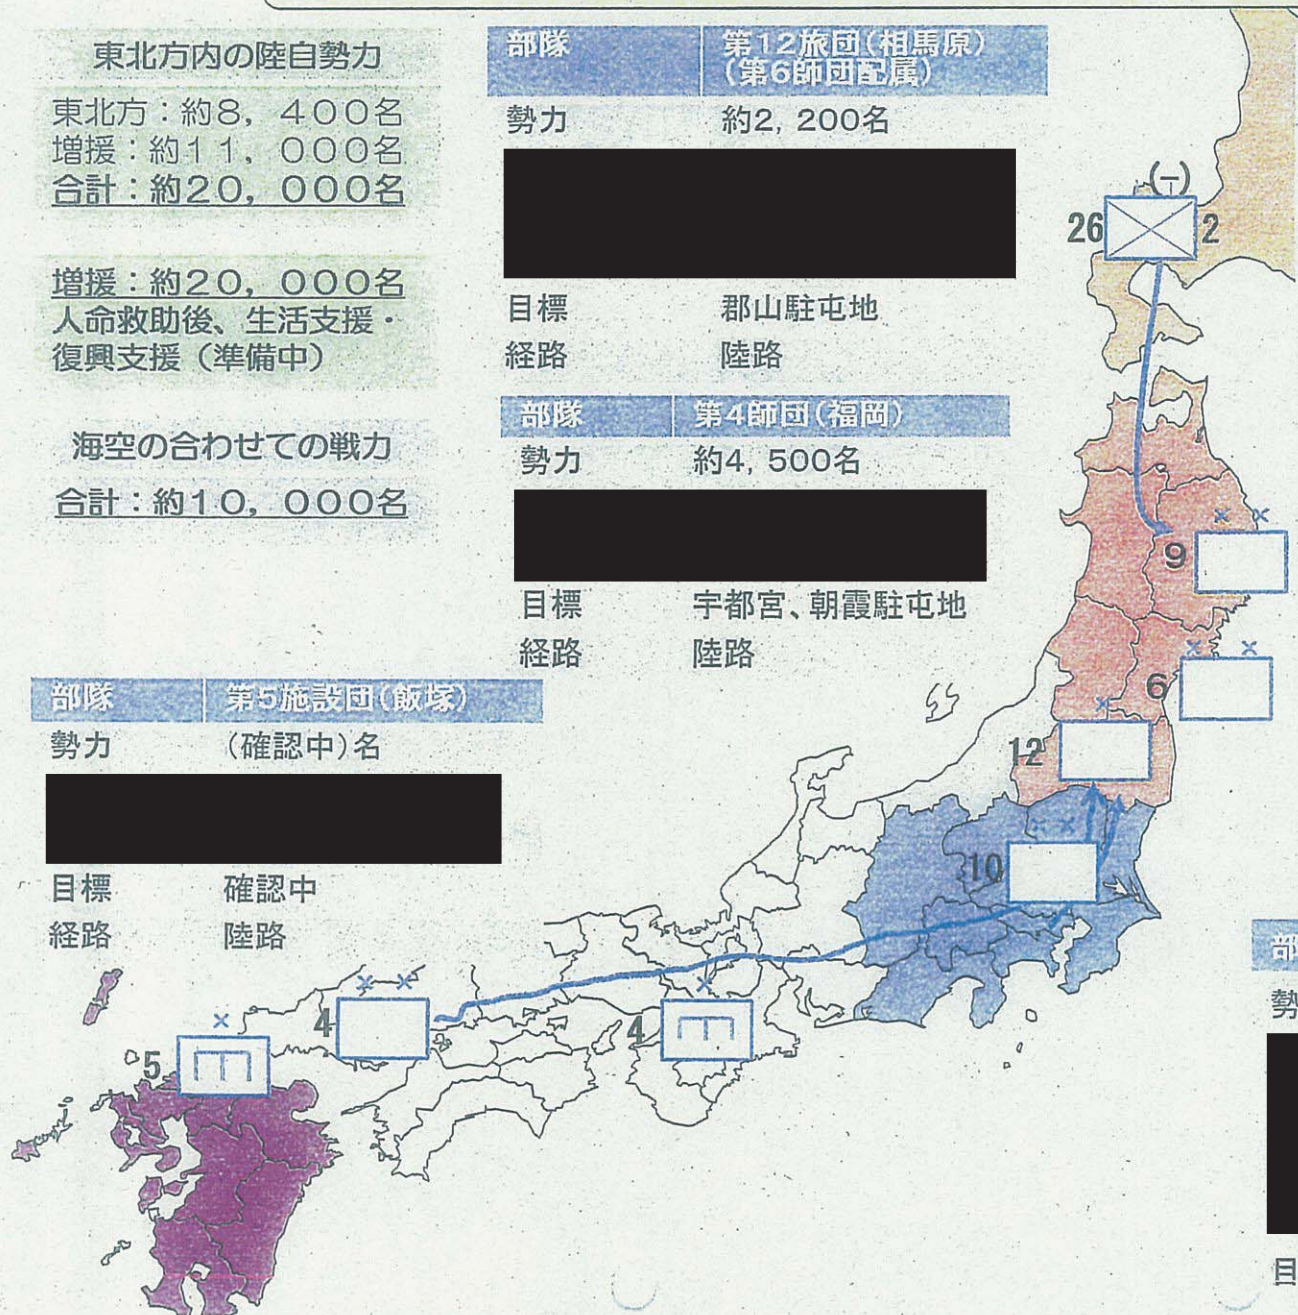 東北方内の陸自勢力
東北方：約8，400名
増援：約11，000名
合計：約20，000名
増援：約20，000名
人命救助後、生活支援・
復興支援（準備中）
海空の合わせての戦力
合計：約10，000名
部隊 第12旅団(相馬原)
(第6師団配属)
勢力 約2,200名
目標 郡山駐屯地
経路 陸路
部隊 第4師団(福岡)
勢力 約4,500名
目標 宇都宮、朝霞駐屯地
経路 陸路
部隊 第5施設団(飯塚)
勢力 (確認中)名
目標 確認中
経路 陸路
(-)
26 2
9
6
12
10
4
4
5
部
勢
目